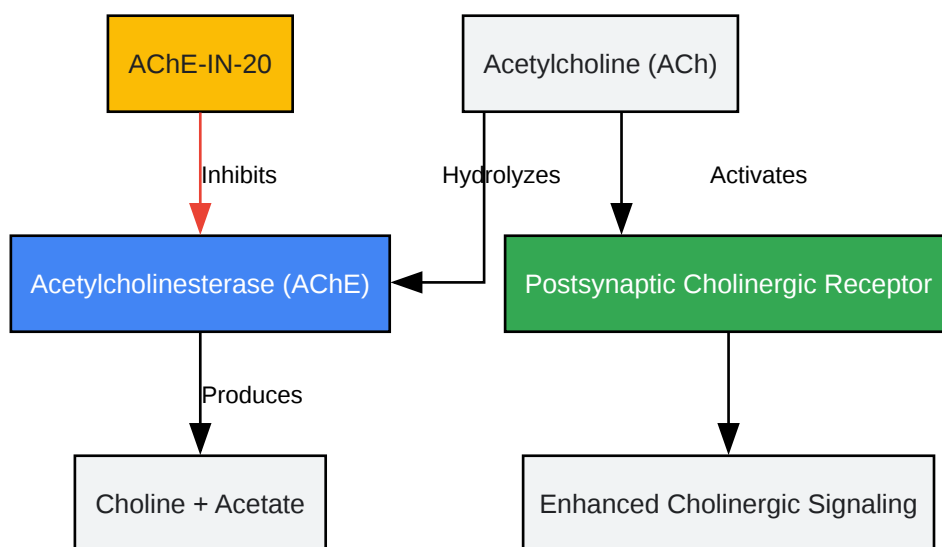 AChE-IN-20
Acetylcholine (ACh)
Inhibits
Hydrolyzes
Activates
Acetylcholinesterase (AChE)
Postsynaptic Cholinergic Receptor
Produces
Choline + Acetate
Enhanced Cholinergic Signaling